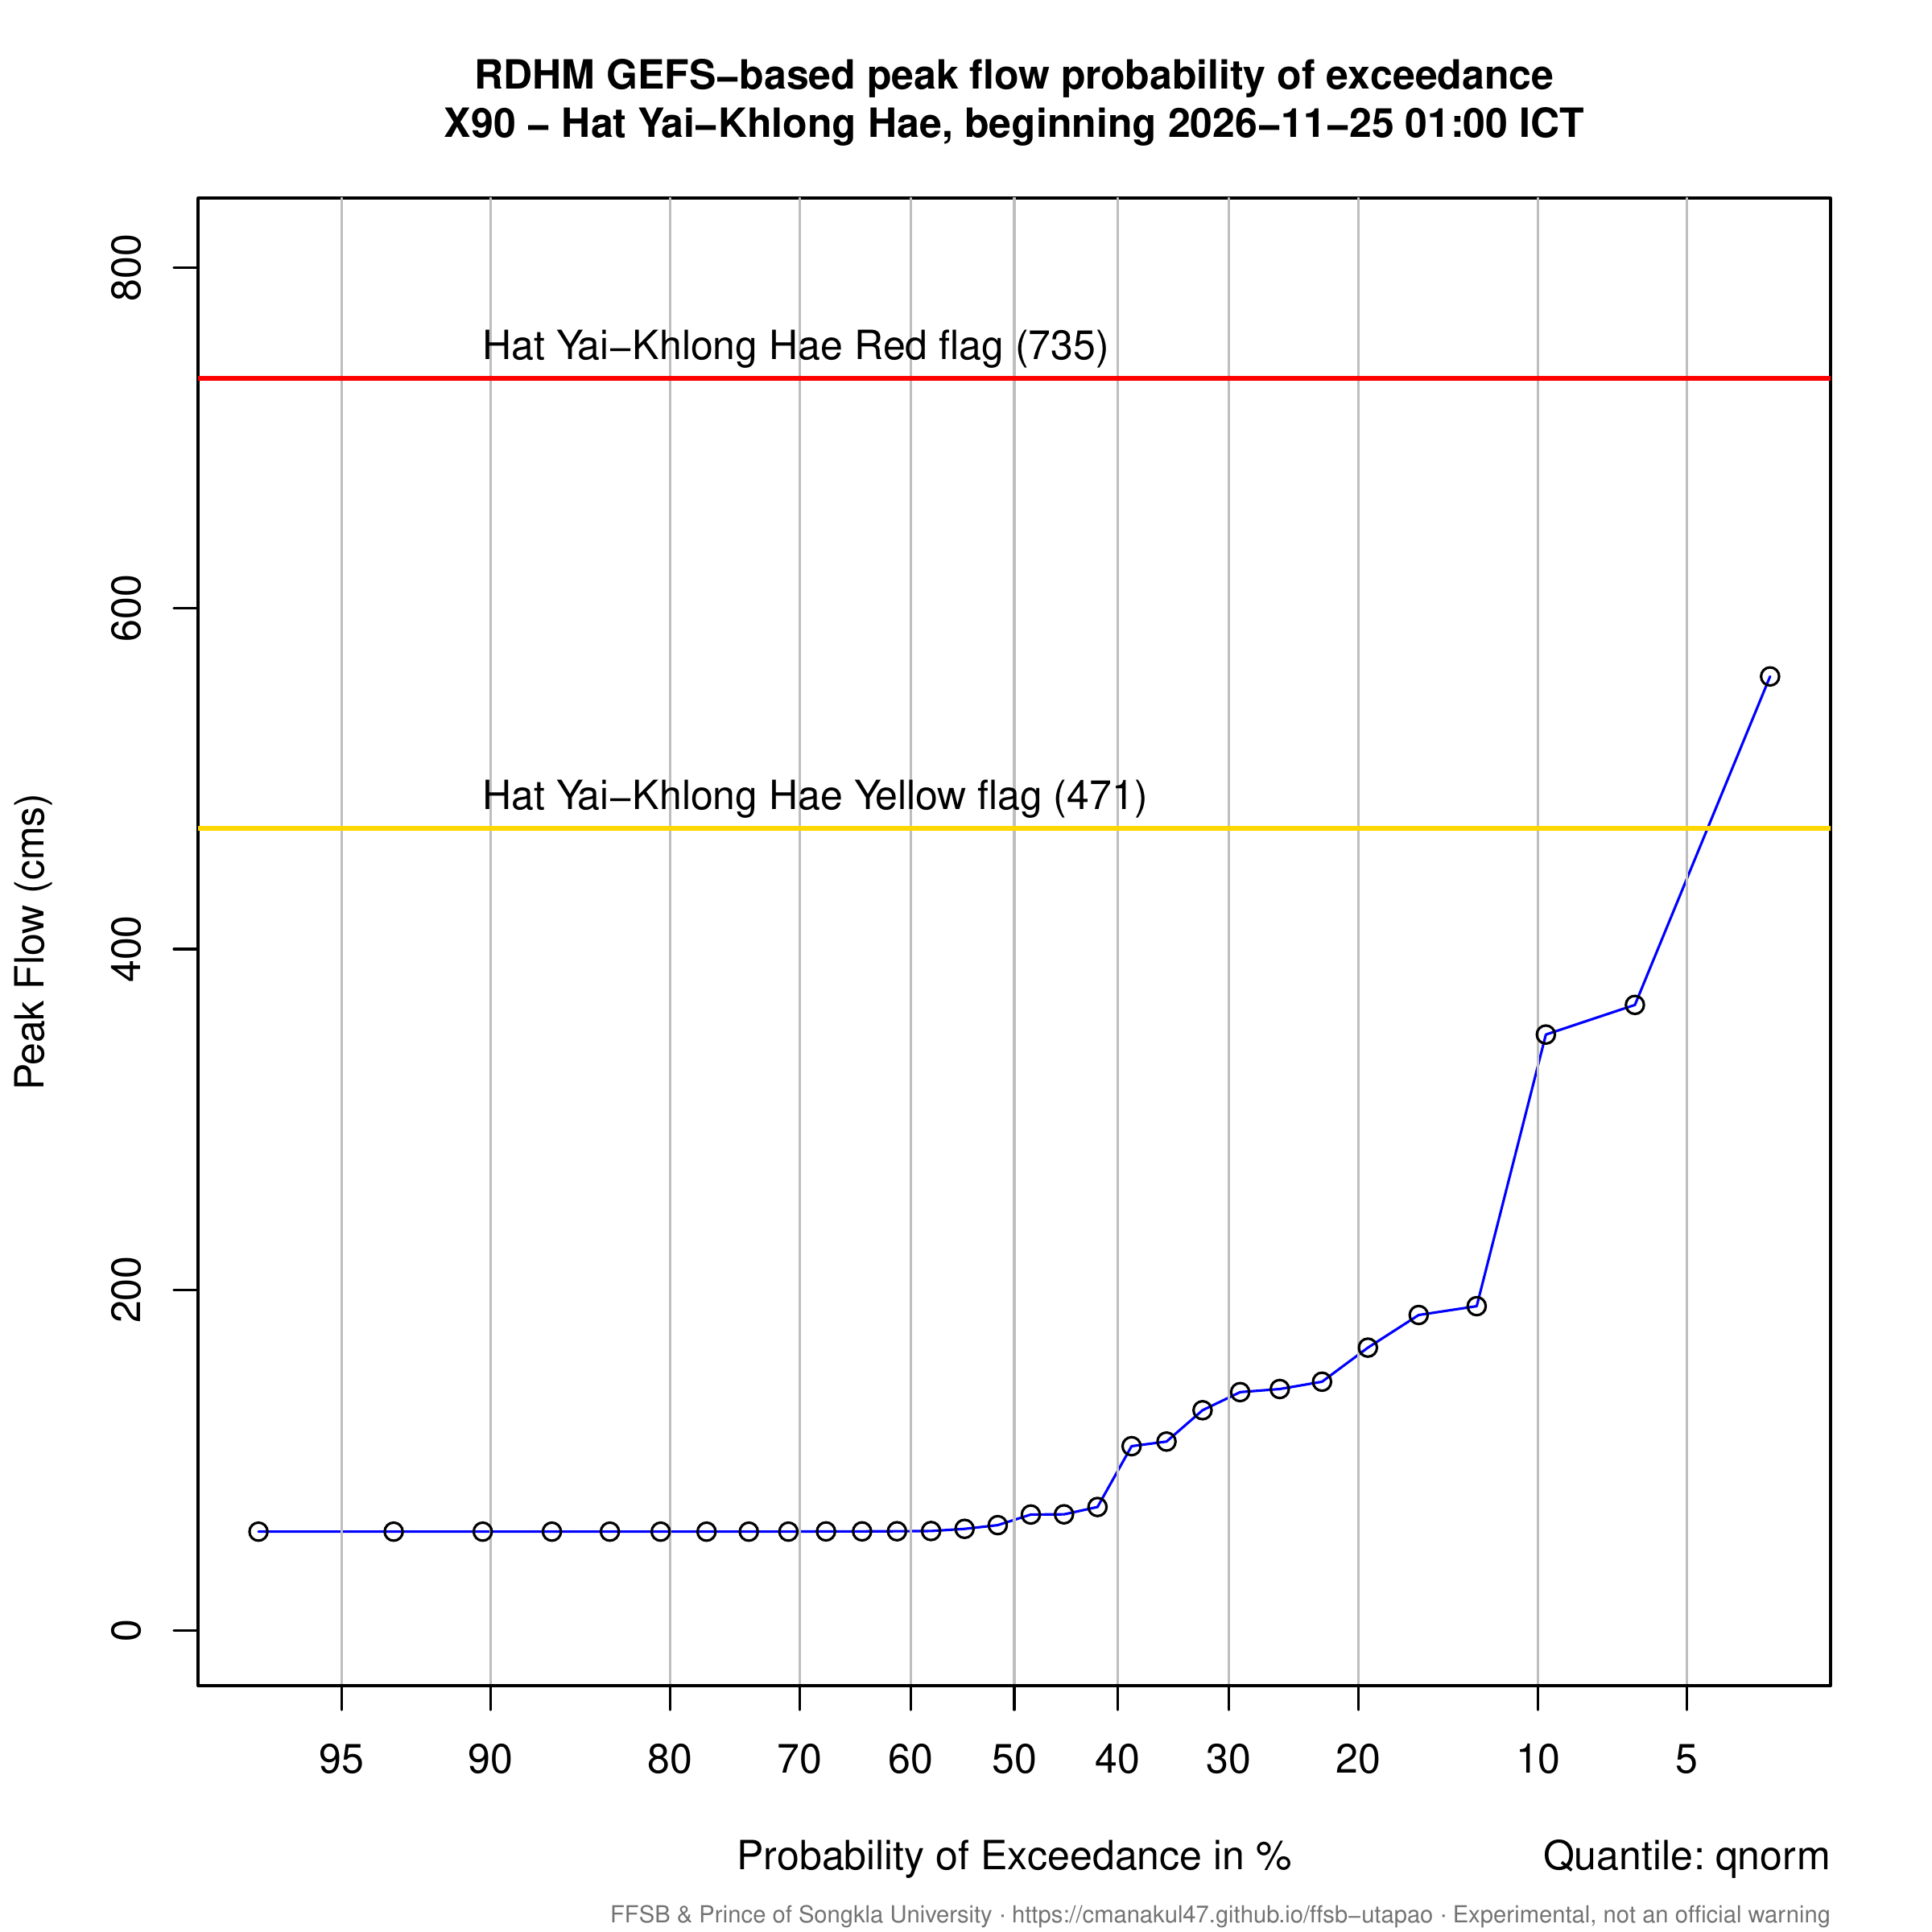 RDHM GEFS−based peak flow probability of exceedance
X90 − Hat Yai−Khlong Hae, beginning 2026−11−25 01:00 ICT
800
600
400
200
0
Peak Flow (cms)
Hat Yai−Khlong Hae Red flag (735)
Hat Yai−Khlong Hae Yellow flag (471)
95 90 80 70 60 50 40 30 20 10 5
Probability of Exceedance in %
Quantile: qnorm
FFSB & Prince of Songkla University · https://cmanakul47.github.io/ffsb−utapao · Experimental, not an official warning